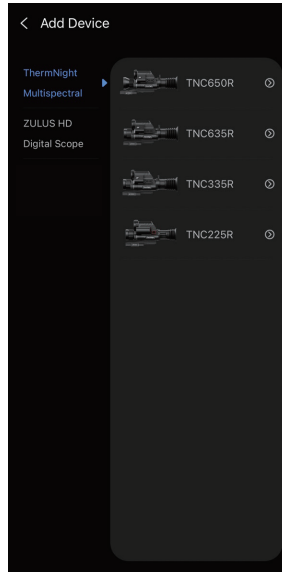 Add Device
ThermNight
Multispectral
ZULUS HD
Digital Scope
TNC650R
TNC635R
TNC335R
TNC225R